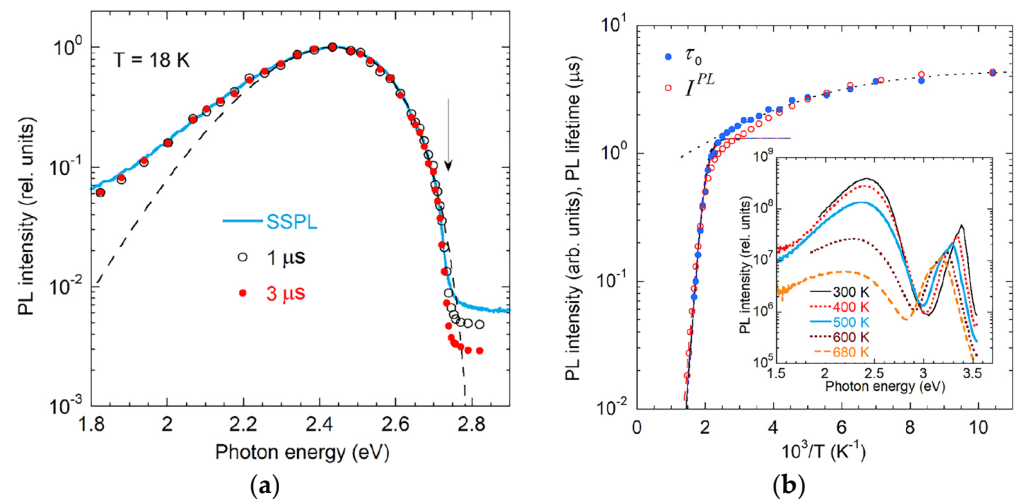 (a)
T = 18 K
PL intensity (rel. units)
10⁰
10⁻¹
10⁻²
10⁻³
SSPL
1 μs
3 μs
1.8 2 2.2 2.4 2.6 2.8
Photon energy (eV)
(a)
(b)
τ₀
I^PL
PL intensity (arb. units), PL lifetime (μs)
10¹
10⁰
10⁻¹
10⁻²
0 2 4 6 8 10
10³/T (K⁻¹)
PL intensity (rel. units)
10⁹
10⁸
10⁷
10⁶
10⁵
300 K
400 K
500 K
600 K
680 K
1.5 2 2.5 3 3.5
Photon energy (eV)
(b)